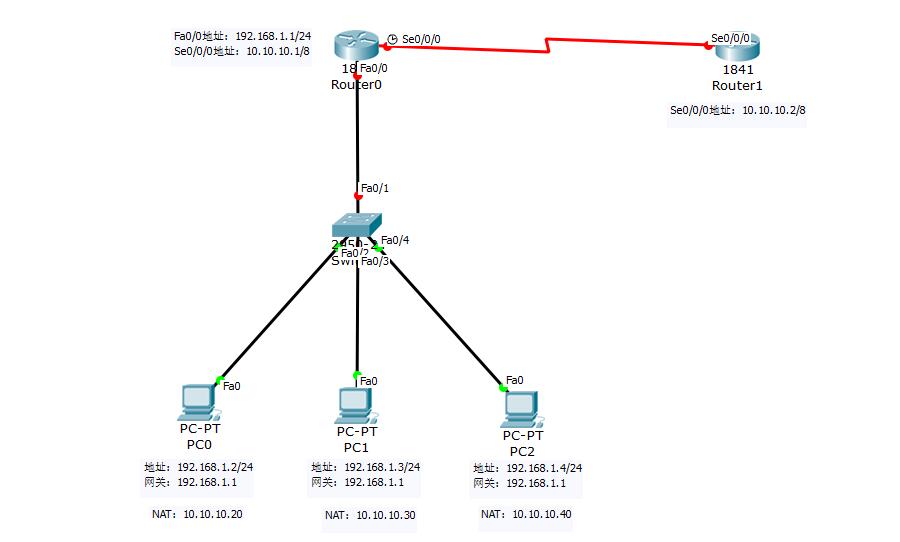 Fa0/0地址：192.168.1.1/24
Se0/0/0地址：10.10.10.1/8
Se0/0/0
Fa0/0
Router0
Se0/0/0
1841
Router1
Se0/0/0地址：10.10.10.2/8
Fa0/1
Fa0/4
Fa0/2
Fa0/3
Fa0
PC-PT
PC0
地址：192.168.1.2/24
网关：192.168.1.1
NAT：10.10.10.20
Fa0
PC-PT
PC1
地址：192.168.1.3/24
网关：192.168.1.1
NAT：10.10.10.30
Fa0
PC-PT
PC2
地址：192.168.1.4/24
网关：192.168.1.1
NAT：10.10.10.40